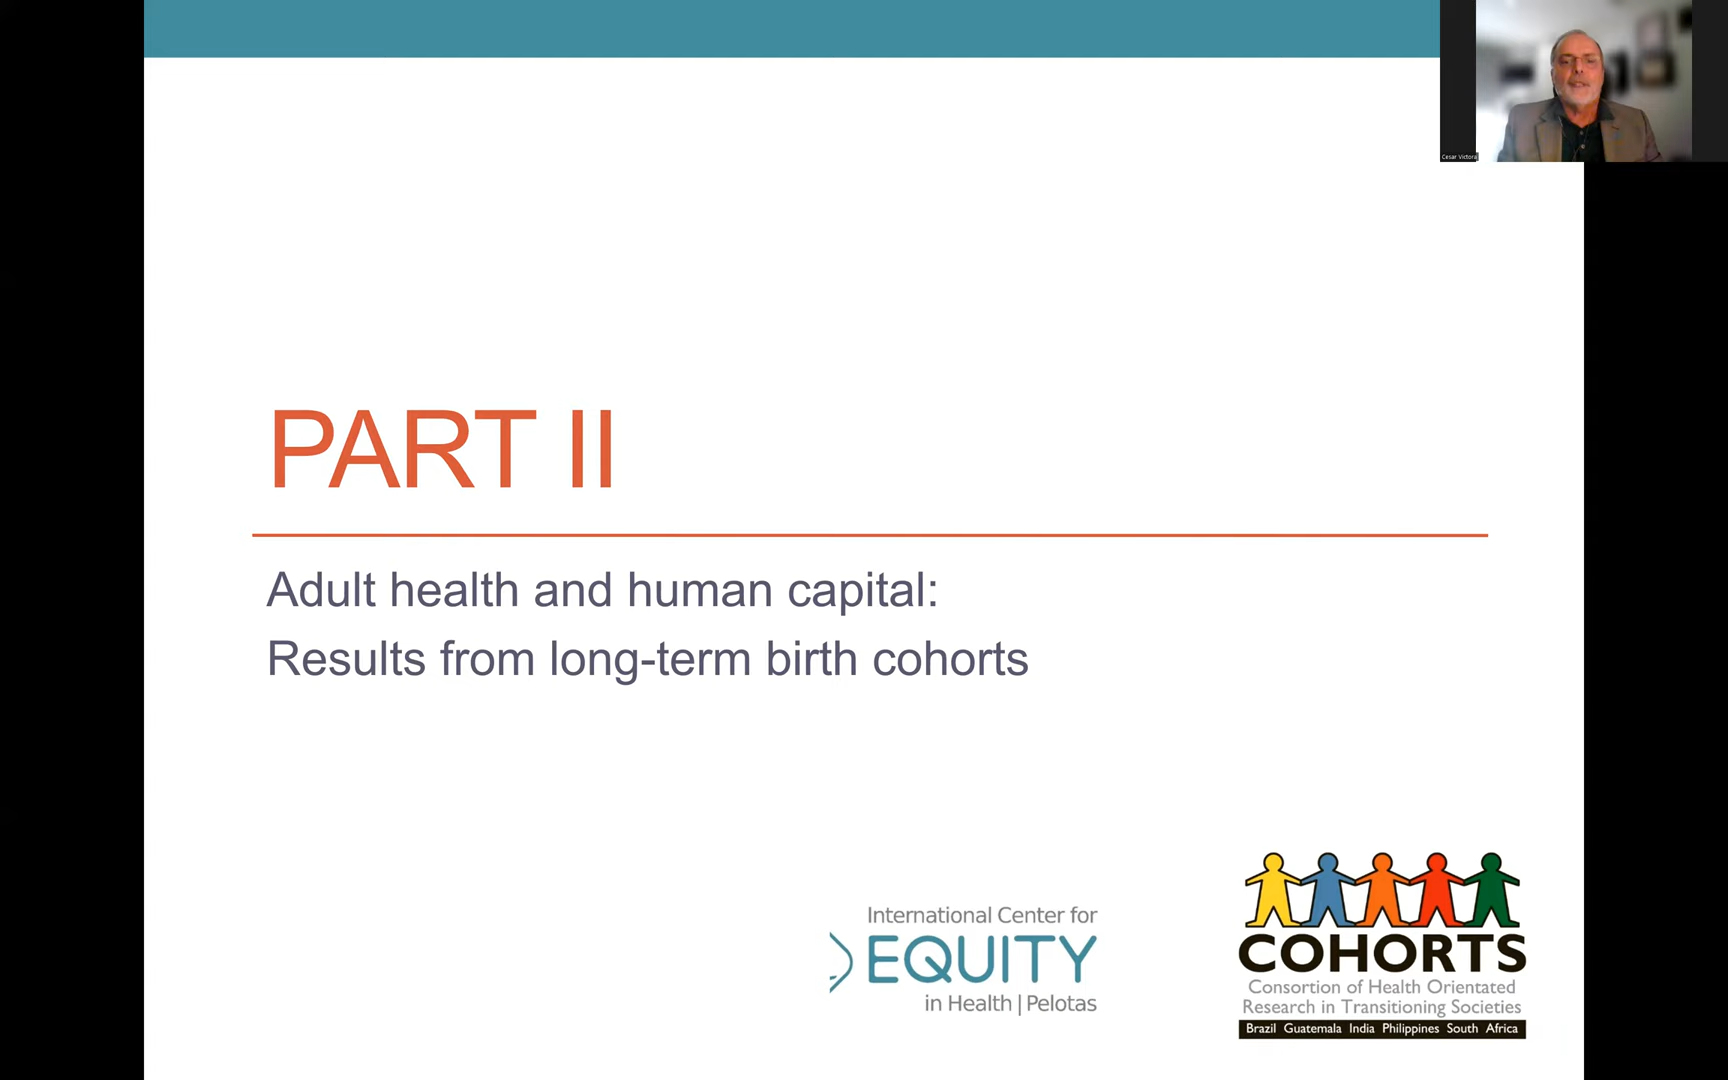 Cesar Victora
PART II
Adult health and human capital:
Results from long-term birth cohorts
International Center for
EQUITY
in Health | Pelotas
COHORTS
Consortion of Health Orientated
Research in Transitioning Societies
Brazil Guatemala India Philippines South Africa